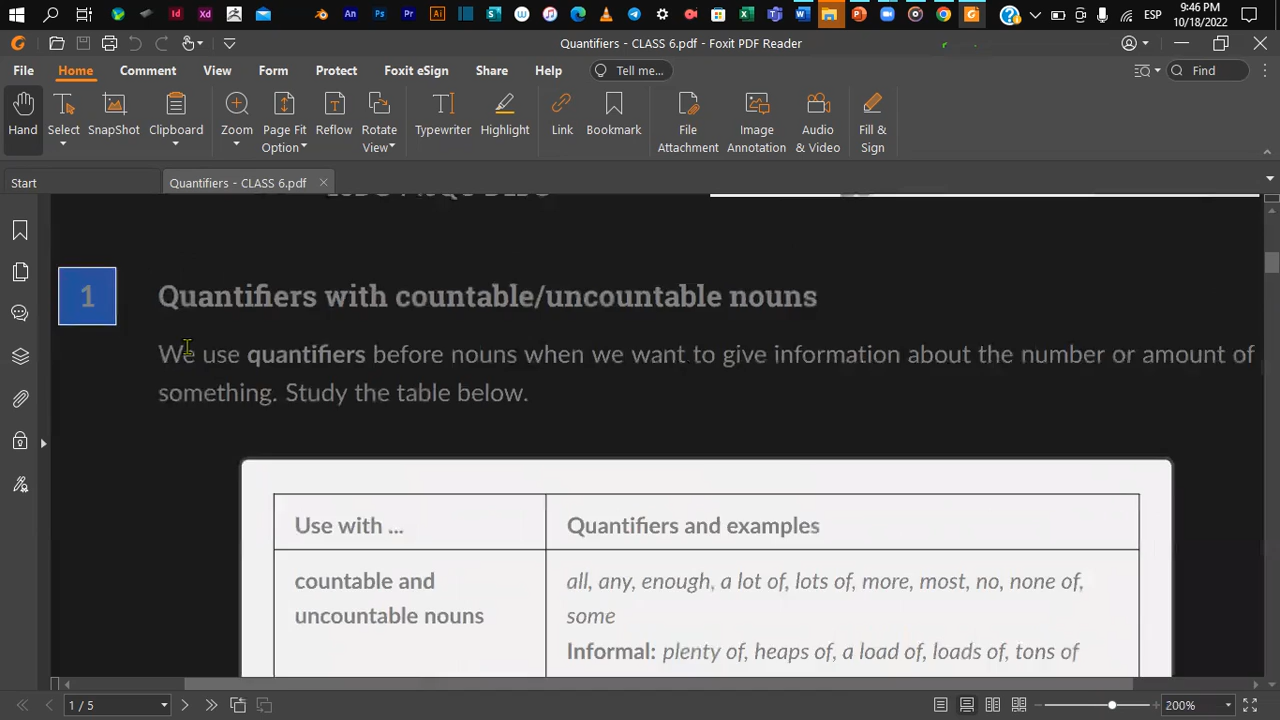 9:46 PM
ESP
10/18/2022
Quantifiers - CLASS 6.pdf - Foxit PDF Reader
File Home Comment View Form Protect Foxit eSign Share Help Tell me... Find
Hand Select SnapShot Clipboard Zoom Page Fit Option Reflow Rotate View Typewriter Highlight Link Bookmark File Attachment Image Annotation Audio & Video Fill & Sign
Start Quantifiers - CLASS 6.pdf
1 Quantifiers with countable/uncountable nouns
We use quantifiers before nouns when we want to give information about the number or amount of
something. Study the table below.
Use with ... Quantifiers and examples
countable and
uncountable nouns
all, any, enough, a lot of, lots of, more, most, no, none of,
some
Informal: plenty of, heaps of, a load of, loads of, tons of
1 / 5 200%